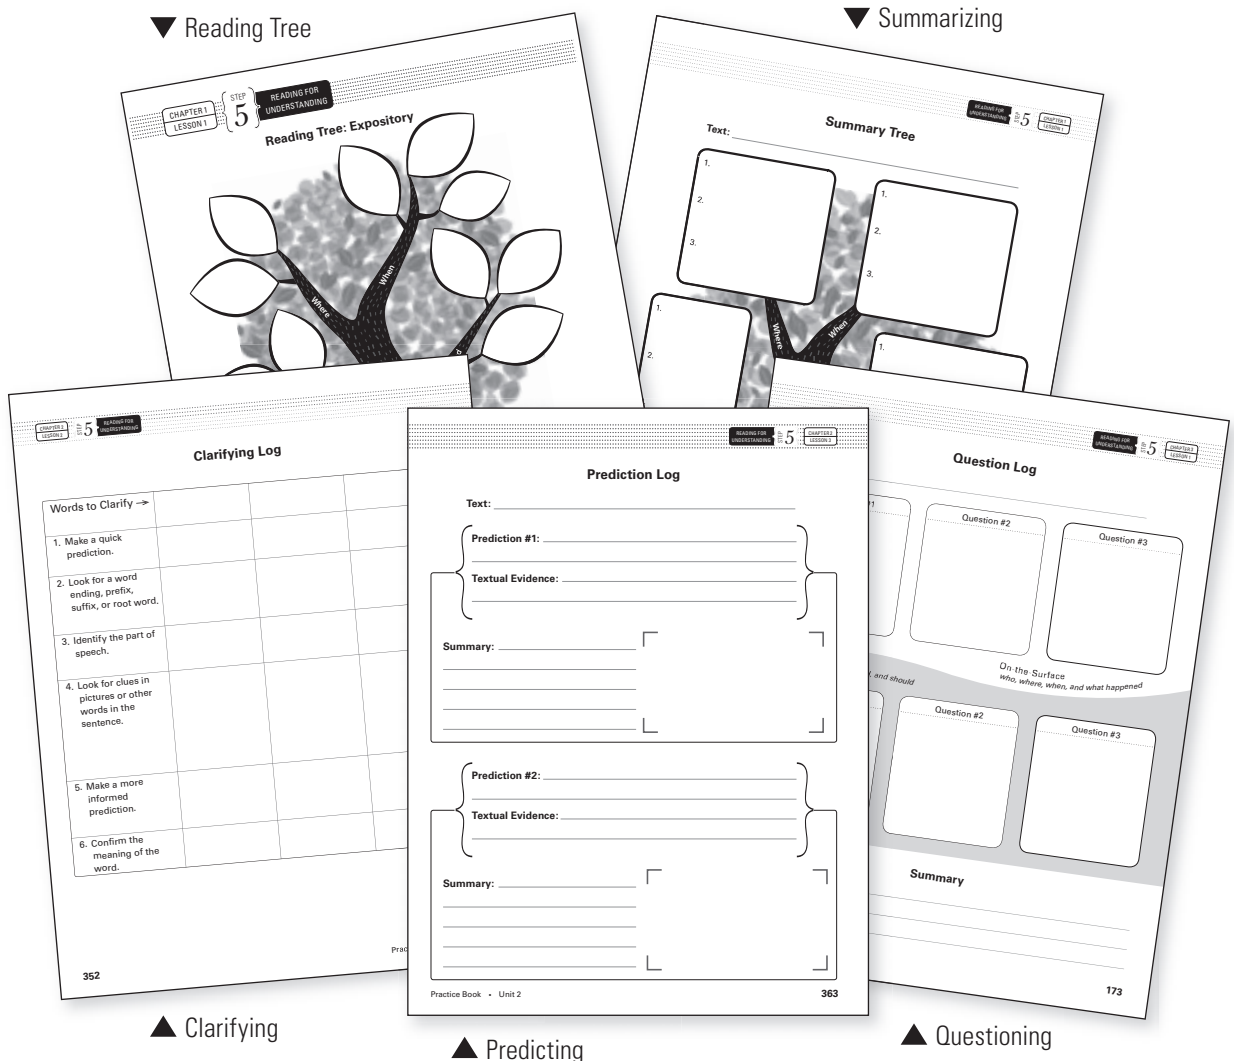 Reading Tree
Summarizing
CHAPTER 1
LESSON 1
STEP
5
READING FOR
UNDERSTANDING
Reading Tree: Expository
Where
When
READING FOR
UNDERSTANDING
STEP
5
CHAPTER 1
LESSON 1
Summary Tree
Text:
1.
2.
3.
1.
2.
3.
1.
2.
1.
Where
When
CHAPTER 2
LESSON 3
STEP
5
READING FOR
UNDERSTANDING
Clarifying Log
Words to Clarify →
1. Make a quick
prediction.
2. Look for a word
ending, prefix,
suffix, or root word.
3. Identify the part of
speech.
4. Look for clues in
pictures or other
words in the
sentence.
5. Make a more
informed
prediction.
6. Confirm the
meaning of the
word.
352
READING FOR
UNDERSTANDING
STEP
5
CHAPTER 2
LESSON 3
Prediction Log
Text:
Prediction #1:
Textual Evidence:
Summary:
Prediction #2:
Textual Evidence:
Summary:
Practice Book • Unit 2
363
READING FOR
UNDERSTANDING
STEP
5
LESSON 1
Question Log
Question #2
Question #3
On-the-Surface
who, where, when, and what happened
and should
Question #2
Question #3
Summary
173
Clarifying
Predicting
Questioning